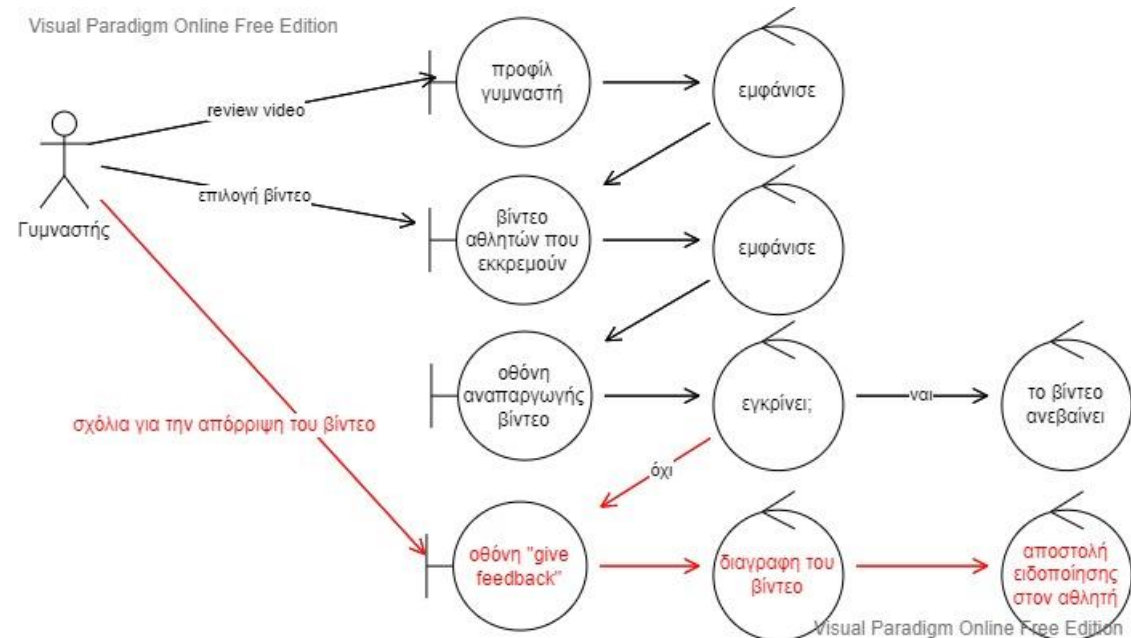 Visual Paradigm Online Free Edition
προφίλ
γυμναστή
εμφάνισε
review video
επιλογή βίντεο
Γυμναστής
βίντεο
αθλητών που
εκκρεμούν
εμφάνισε
οθόνη
αναπαργωγής
βίντεο
εγκρίνει;
ναι
το βίντεο
ανεβαίνει
σχόλια για την απόρριψη του βίντεο
όχι
οθόνη "give
feedback"
διαγραφη του
βίντεο
αποστολή
ειδοποίησης
στον αθλητή
Visual Paradigm Online Free Edition